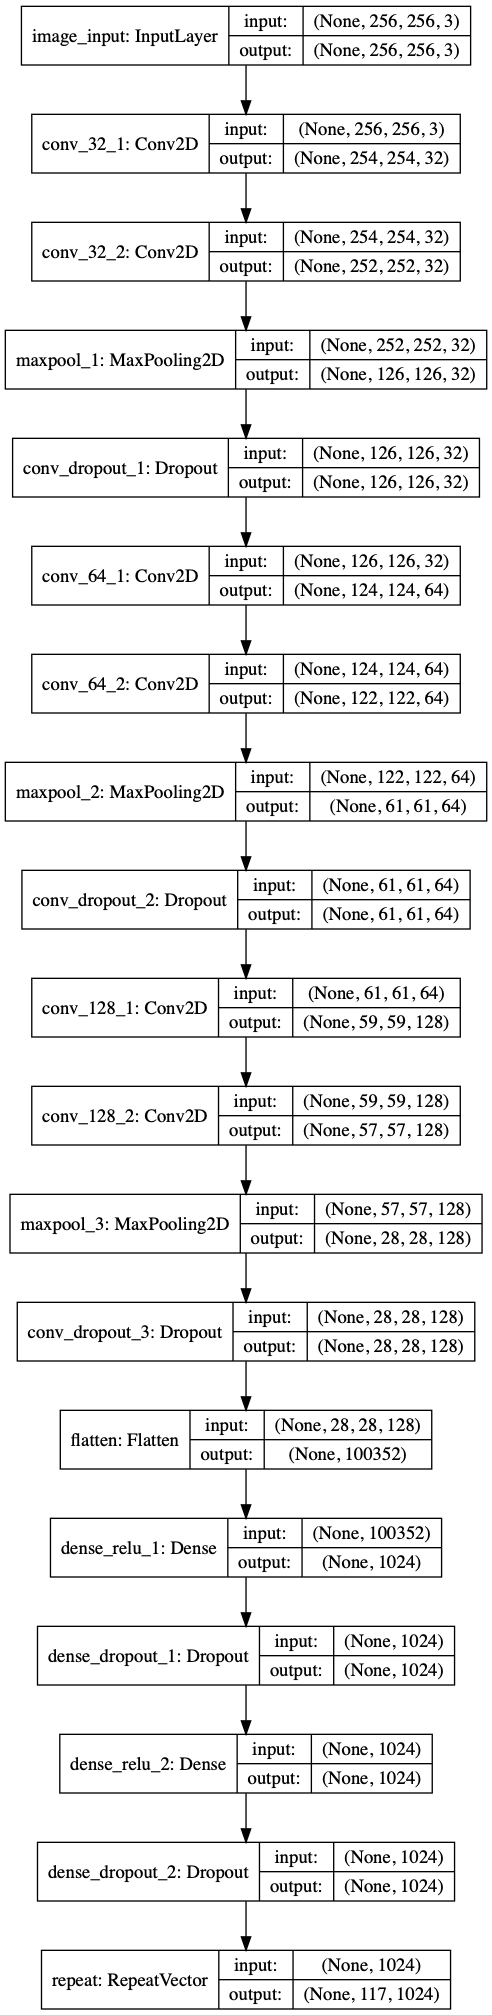 image_input: InputLayer input: (None, 256, 256, 3)
output: (None, 256, 256, 3)
conv_32_1: Conv2D input: (None, 256, 256, 3)
output: (None, 254, 254, 32)
conv_32_2: Conv2D input: (None, 254, 254, 32)
output: (None, 252, 252, 32)
maxpool_1: MaxPooling2D input: (None, 252, 252, 32)
output: (None, 126, 126, 32)
conv_dropout_1: Dropout input: (None, 126, 126, 32)
output: (None, 126, 126, 32)
conv_64_1: Conv2D input: (None, 126, 126, 32)
output: (None, 124, 124, 64)
conv_64_2: Conv2D input: (None, 124, 124, 64)
output: (None, 122, 122, 64)
maxpool_2: MaxPooling2D input: (None, 122, 122, 64)
output: (None, 61, 61, 64)
conv_dropout_2: Dropout input: (None, 61, 61, 64)
output: (None, 61, 61, 64)
conv_128_1: Conv2D input: (None, 61, 61, 64)
output: (None, 59, 59, 128)
conv_128_2: Conv2D input: (None, 59, 59, 128)
output: (None, 57, 57, 128)
maxpool_3: MaxPooling2D input: (None, 57, 57, 128)
output: (None, 28, 28, 128)
conv_dropout_3: Dropout input: (None, 28, 28, 128)
output: (None, 28, 28, 128)
flatten: Flatten input: (None, 28, 28, 128)
output: (None, 100352)
dense_relu_1: Dense input: (None, 100352)
output: (None, 1024)
dense_dropout_1: Dropout input: (None, 1024)
output: (None, 1024)
dense_relu_2: Dense input: (None, 1024)
output: (None, 1024)
dense_dropout_2: Dropout input: (None, 1024)
output: (None, 1024)
repeat: RepeatVector input: (None, 1024)
output: (None, 117, 1024)